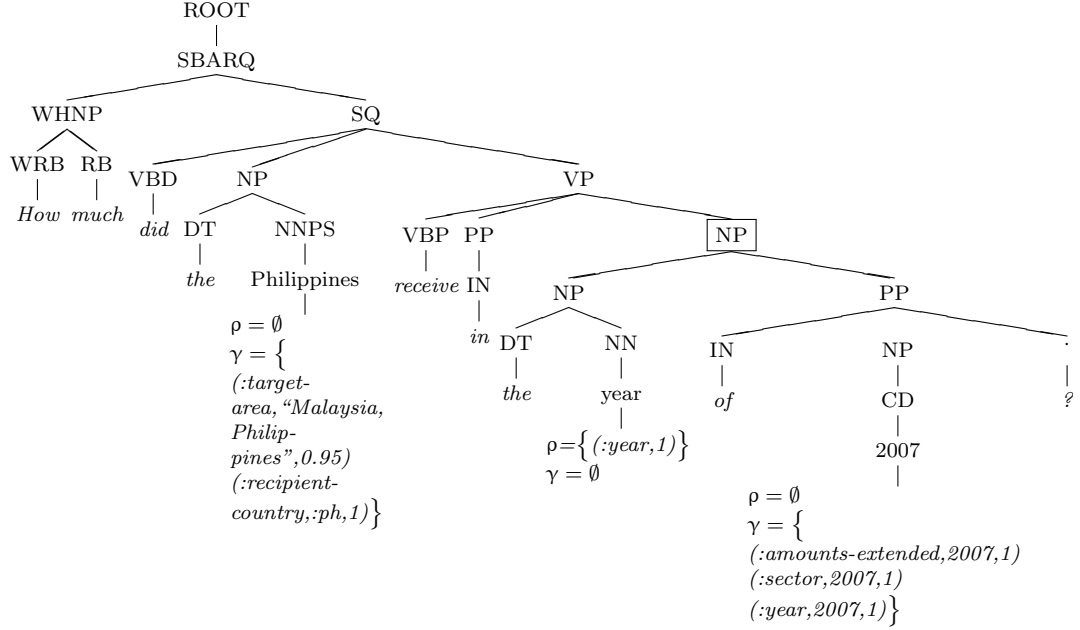 ROOT
SBARQ
WHNP SQ
WRB RB VBD NP VP
How much did DT NNPS VBP PP NP
the Philippines receive IN NP PP
in DT NN IN NP .
the year of CD ?
2007
ρ = ∅
γ = {
(:target-
area, “Malaysia,
Philip-
pines”,0.95)
(:recipient-
country,:ph,1)}
ρ={(:year,1)}
γ = ∅
ρ = ∅
γ = {
(:amounts-extended,2007,1)
(:sector,2007,1)
(:year,2007,1)}